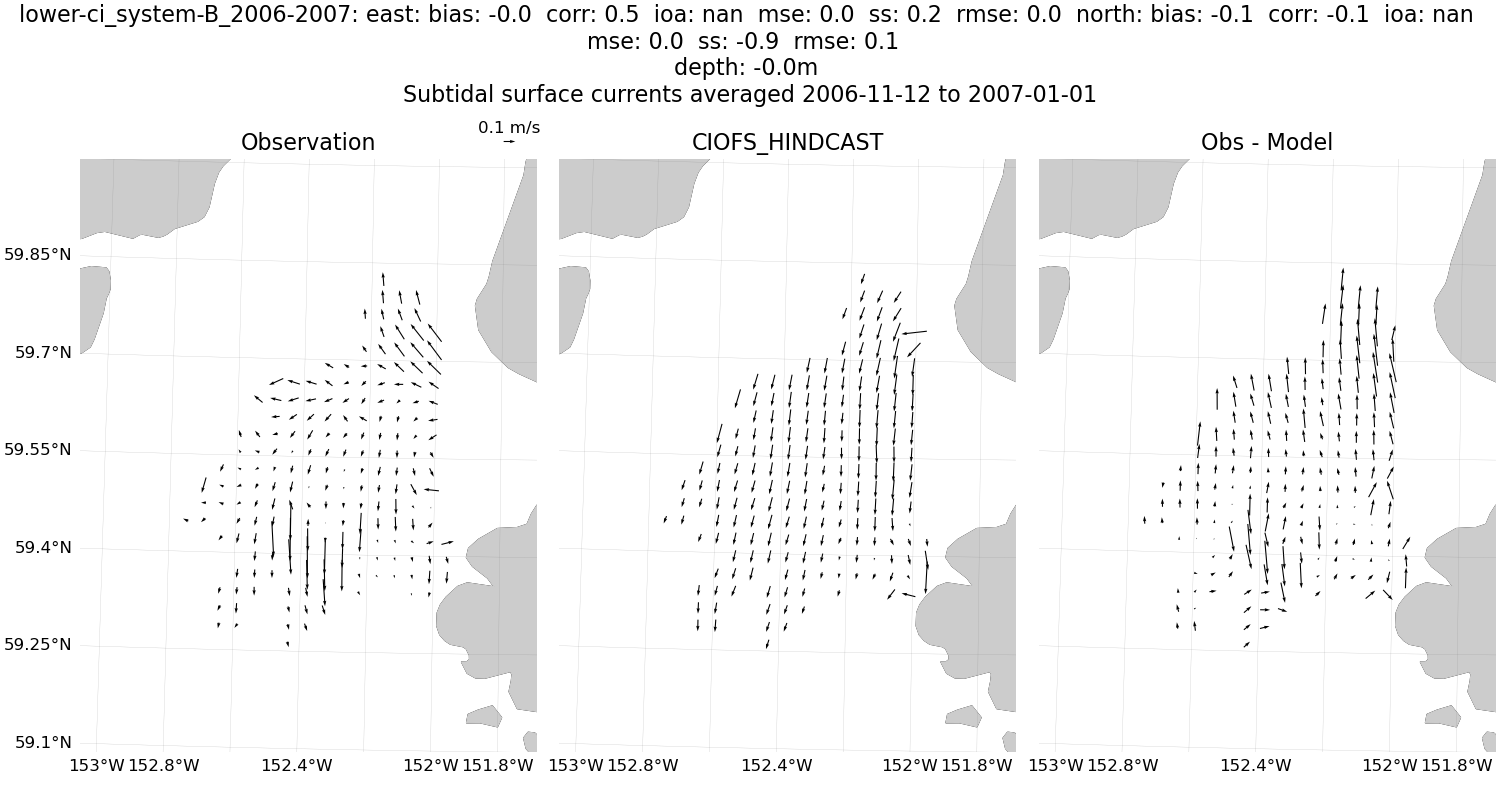 lower-ci_system-B_2006-2007: east: bias: -0.0  corr: 0.5  ioa: nan  mse: 0.0  ss: 0.2  rmse: 0.0  north: bias: -0.1  corr: -0.1  ioa: nan
mse: 0.0  ss: -0.9  rmse: 0.1
depth: -0.0m
Subtidal surface currents averaged 2006-11-12 to 2007-01-01
0.1 m/s
Observation
CIOFS_HINDCAST
Obs - Model
59.85°N
59.7°N
59.55°N
59.4°N
59.25°N
59.1°N
153°W 152.8°W 152.4°W 152°W 151.8°W
153°W 152.8°W 152.4°W 152°W 151.8°W
153°W 152.8°W 152.4°W 152°W 151.8°W